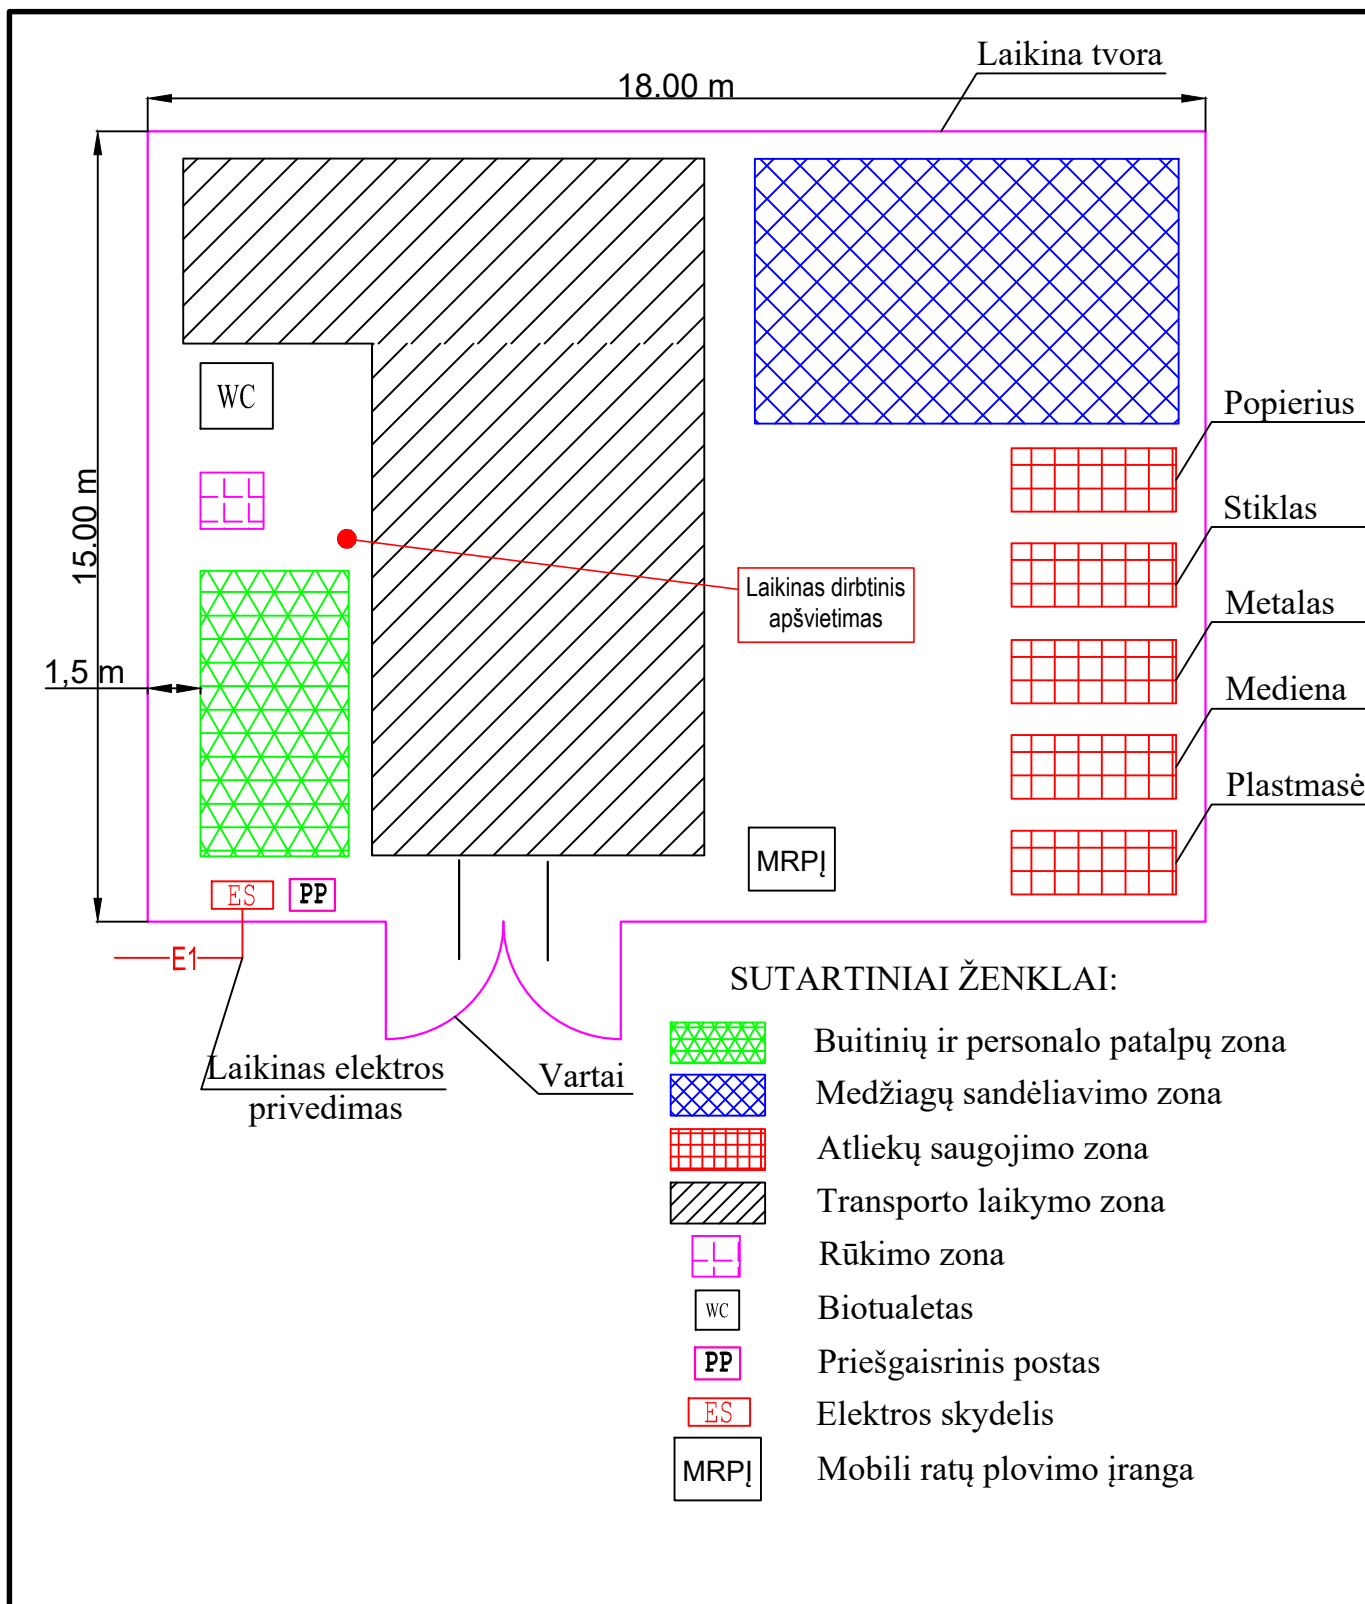 Laikina tvora
18.00 m
WC
Popierius
15.00 m
Stiklas
Laikinas dirbtinis
apšvietimas
Metalas
1,5 m
Mediena
Plastmasė
MRPĮ
ES
PP
E1
Laikinas elektros
privedimas
Vartai
SUTARTINIAI ŽENKLAI:
Buitinių ir personalo patalpų zona
Medžiagų sandėliavimo zona
Atliekų saugojimo zona
Transporto laikymo zona
Rūkimo zona
WC Biotualetas
PP Priešgaisrinis postas
ES Elektros skydelis
MRPĮ Mobili ratų plovimo įranga